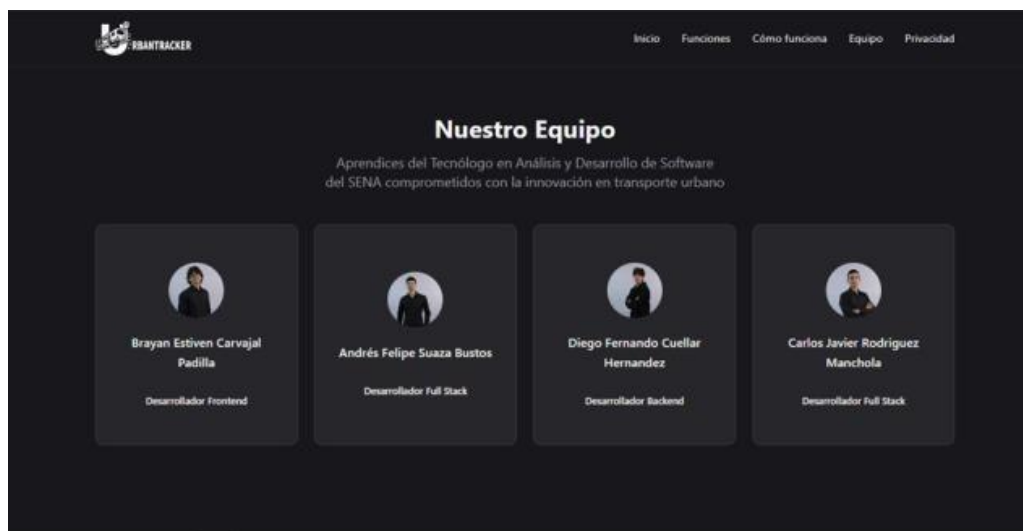 URBANTRACKER
Inicio Funciones Cómo funciona Equipo Privacidad
Nuestro Equipo
Aprendices del Tecnólogo en Análisis y Desarrollo de Software
del SENA comprometidos con la innovación en transporte urbano
Brayan Estiven Carvajal
Padilla
Desarrollador Frontend
Andrés Felipe Suaza Bustos
Desarrollador Full Stack
Diego Fernando Cuellar
Hernandez
Desarrollador Backend
Carlos Javier Rodriguez
Manchola
Desarrollador Full Stack